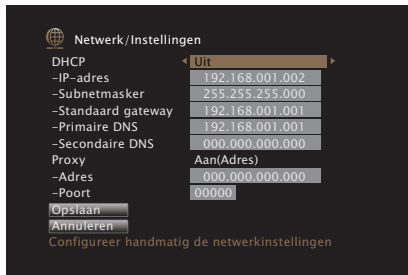 Netwerk/Instellingen
DHCP Uit
–IP–adres 192.168.001.002
–Subnetmasker 255.255.255.000
–Standaard gateway 192.168.001.001
–Primaire DNS 192.168.001.001
–Secondaire DNS 000.000.000.000
Proxy Aan(Adres)
–Adres 000.000.000.000
–Poort 00000
Opslaan
Annuleren
Configureer handmatig de netwerkinstellingen